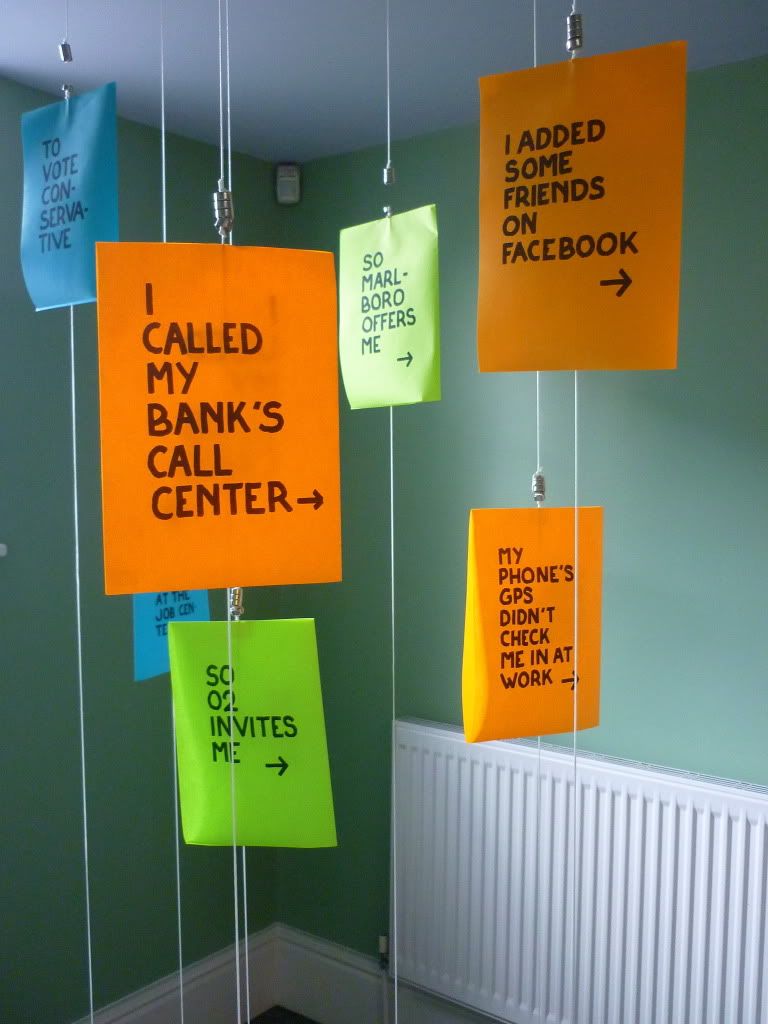 TO
VOTE
CON-
SERVA-
TIVE
I
CALLED
MY
BANK'S
CALL
CENTER→
SO
MARL-
BORO
OFFERS
ME
→
I ADDED
SOME
FRIENDS
ON
FACEBOOK
→
AT THE
JOB CEN-
TE
SO
O2
INVITES
ME
→
MY
PHONE'S
GPS
DIDN'T
CHECK
ME IN AT
WORK →